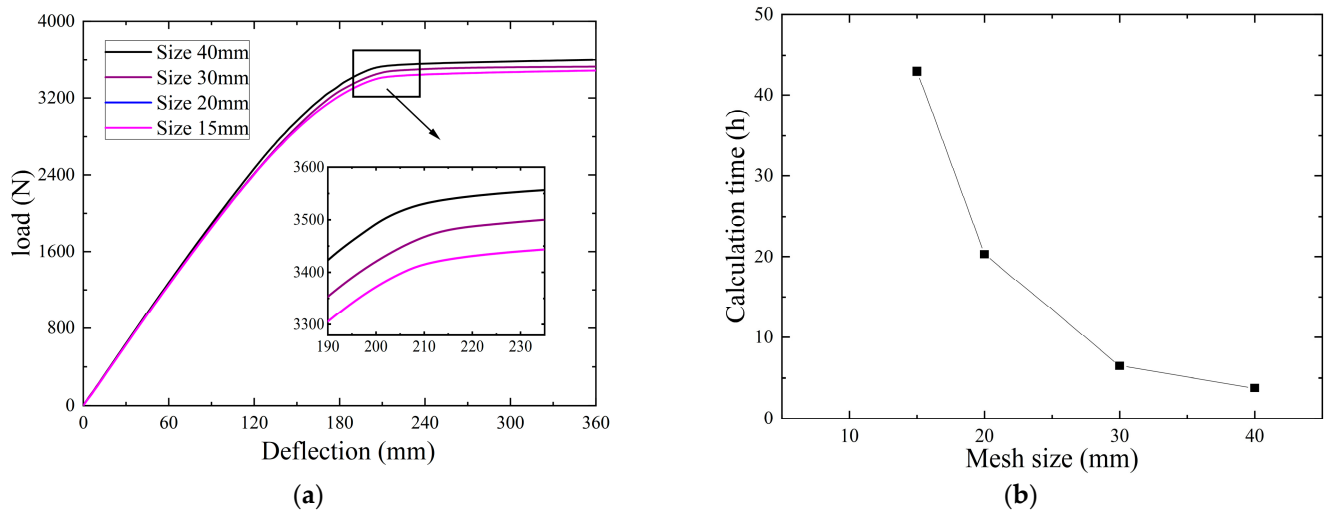 4000
3200
2400
1600
800
0
load (N)
Size 40mm
Size 30mm
Size 20mm
Size 15mm
3600
3500
3400
3300
190 200 210 220 230
0 60 120 180 240 300 360
Deflection (mm)
(a)
50
40
30
20
10
0
Calculation time (h)
10 20 30 40
Mesh size (mm)
(b)